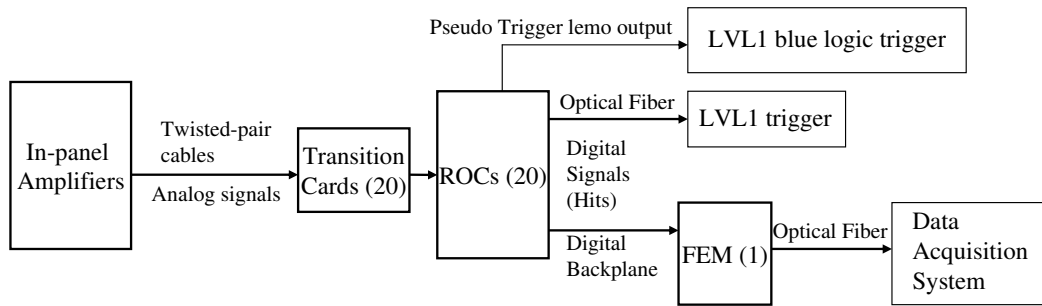 Pseudo Trigger lemo output
LVL1 blue logic trigger
In-panel
Amplifiers
Twisted-pair
cables
Analog signals
Transition
Cards (20)
ROCs (20)
Optical Fiber
LVL1 trigger
Digital
Signals
(Hits)
Digital
Backplane
FEM (1)
Optical Fiber
Data
Acquisition
System